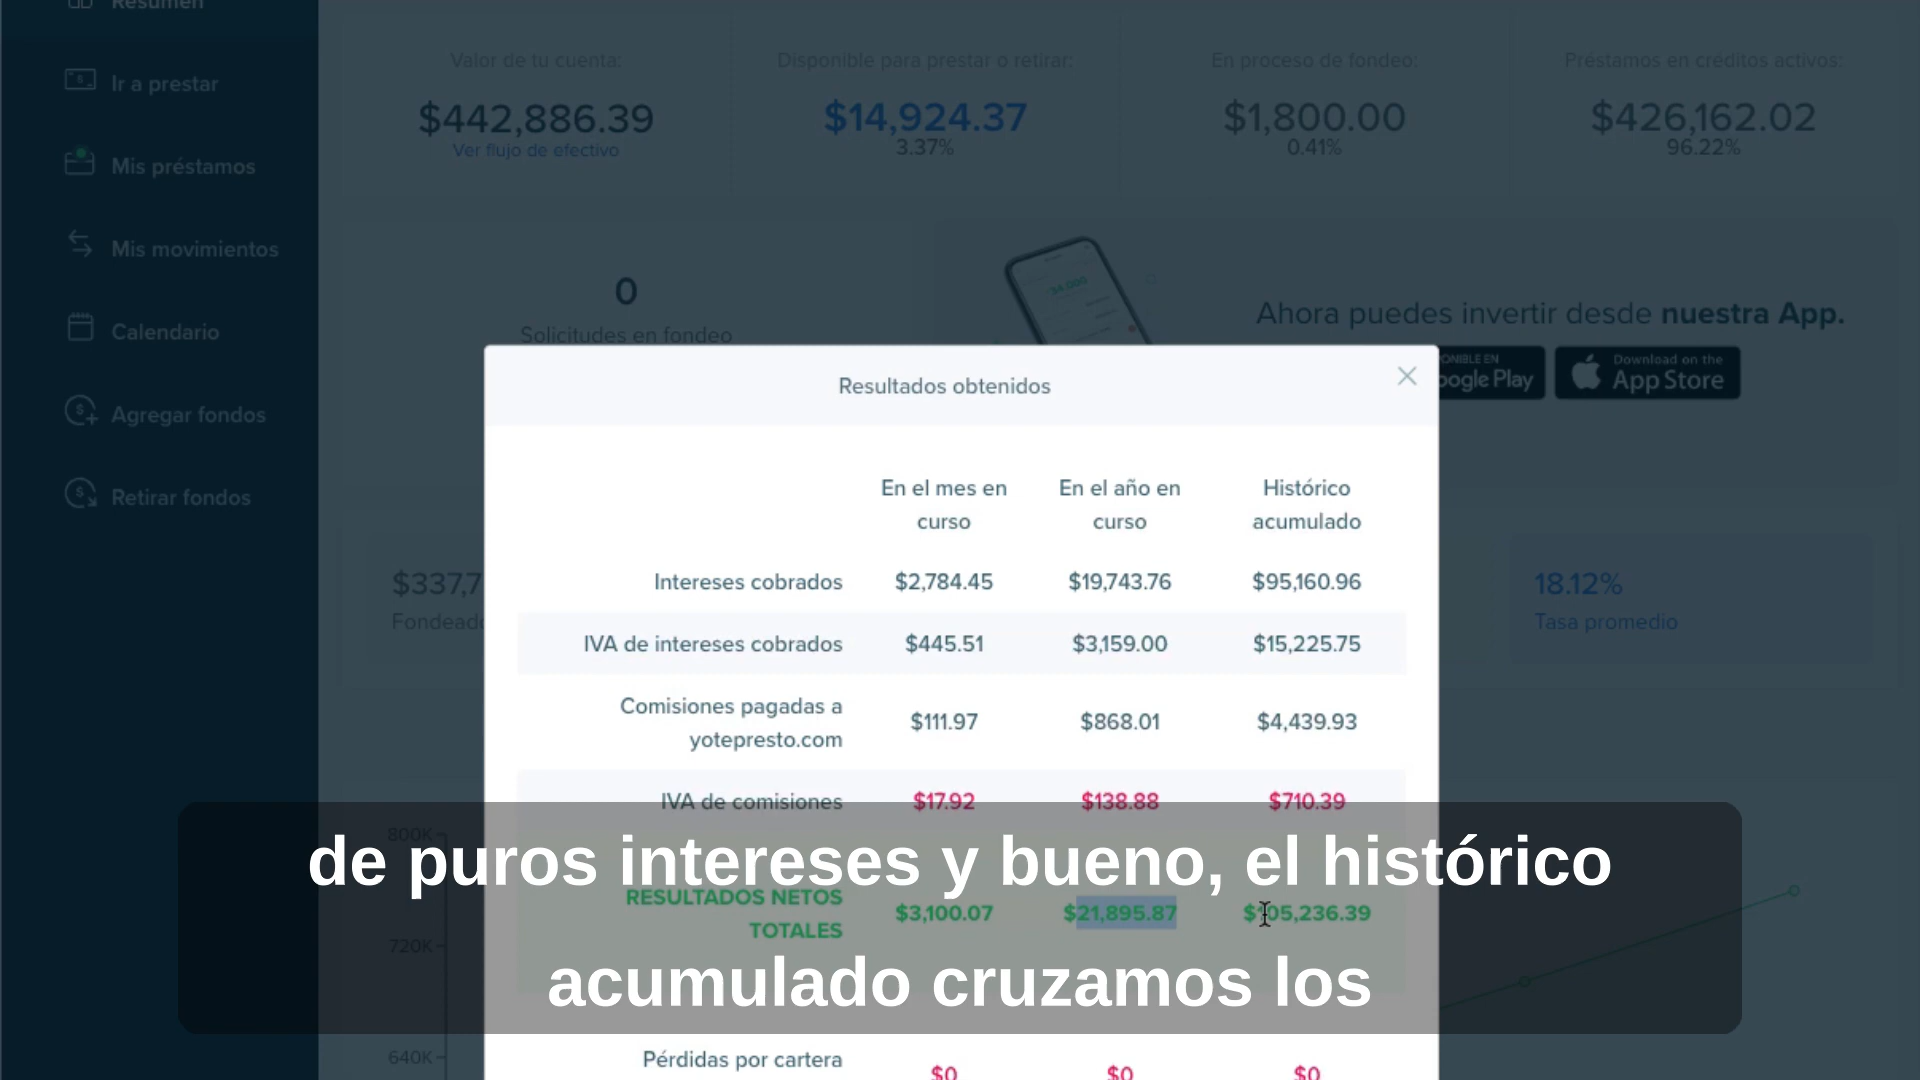 Resumen
Ir a prestar
Mis préstamos
Mis movimientos
Calendario
Agregar fondos
Retirar fondos
Valor de tu cuenta:
$442,886.39
Ver flujo de efectivo
Disponible para prestar o retirar:
$14,924.37
3.37%
En proceso de fondeo:
$1,800.00
0.41%
Préstamos en créditos activos:
$426,162.02
96.22%
0
Solicitudes en fondeo
Ahora puedes invertir desde nuestra App.
Google Play
Download on the
App Store
$337,7
Fondead
18.12%
Tasa promedio
Resultados obtenidos
En el mes en curso
En el año en curso
Histórico acumulado
Intereses cobrados $2,784.45 $19,743.76 $95,160.96
IVA de intereses cobrados $445.51 $3,159.00 $15,225.75
Comisiones pagadas a yotepresto.com $111.97 $868.01 $4,439.93
IVA de comisiones $17.92 $138.88 $710.39
RESULTADOS NETOS TOTALES $3,100.07 $21,895.87 $105,236.39
Pérdidas por cartera $0 $0 $0
800K
720K
640K
de puros intereses y bueno, el histórico
acumulado cruzamos los